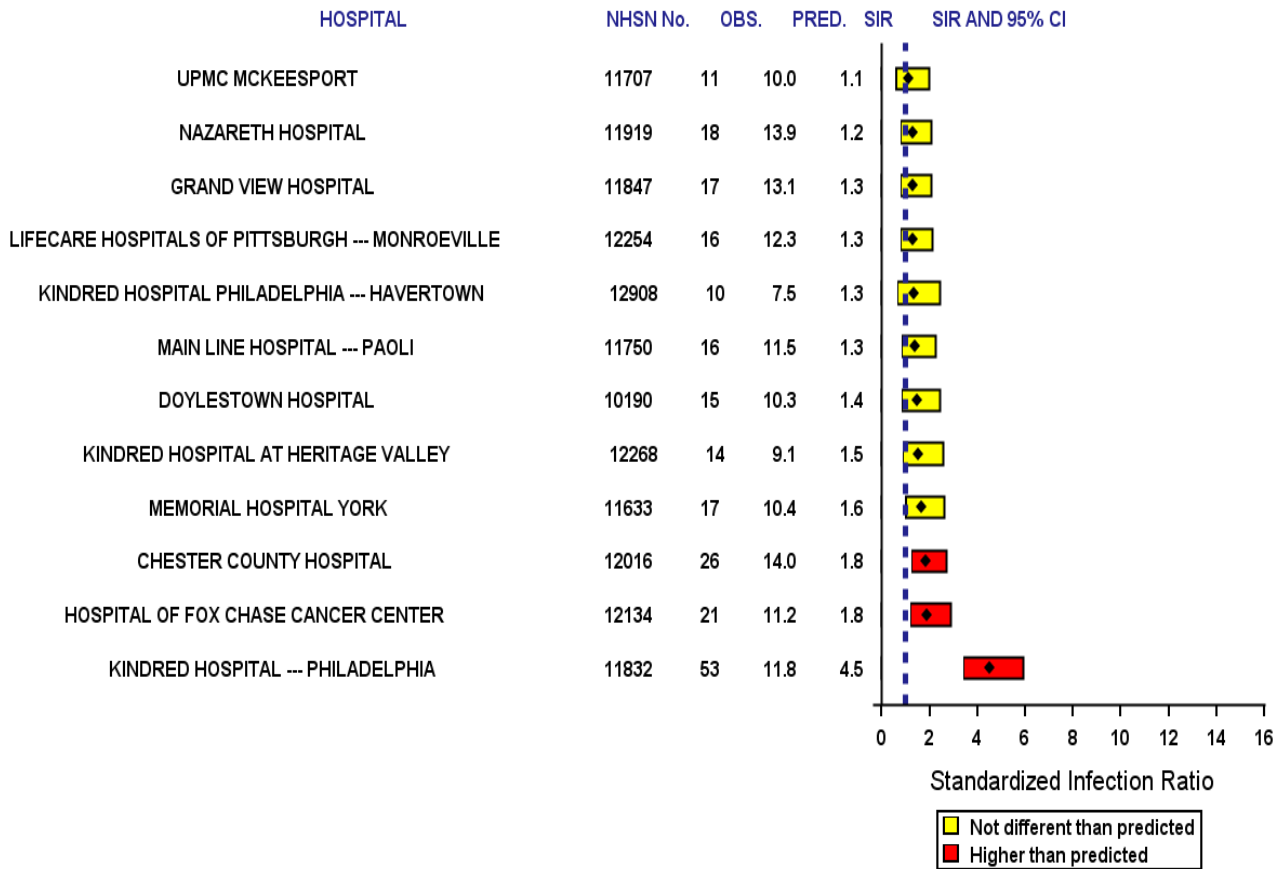 HOSPITAL NHSN No. OBS. PRED. SIR SIR AND 95% CI
UPMC MCKEESPORT 11707 11 10.0 1.1
NAZARETH HOSPITAL 11919 18 13.9 1.2
GRAND VIEW HOSPITAL 11847 17 13.1 1.3
LIFECARE HOSPITALS OF PITTSBURGH --- MONROEVILLE 12254 16 12.3 1.3
KINDRED HOSPITAL PHILADELPHIA --- HAVERTOWN 12908 10 7.5 1.3
MAIN LINE HOSPITAL --- PAOLI 11750 16 11.5 1.3
DOYLESTOWN HOSPITAL 10190 15 10.3 1.4
KINDRED HOSPITAL AT HERITAGE VALLEY 12268 14 9.1 1.5
MEMORIAL HOSPITAL YORK 11633 17 10.4 1.6
CHESTER COUNTY HOSPITAL 12016 26 14.0 1.8
HOSPITAL OF FOX CHASE CANCER CENTER 12134 21 11.2 1.8
KINDRED HOSPITAL --- PHILADELPHIA 11832 53 11.8 4.5
0 2 4 6 8 10 12 14 16
Standardized Infection Ratio
Not different than predicted
Higher than predicted